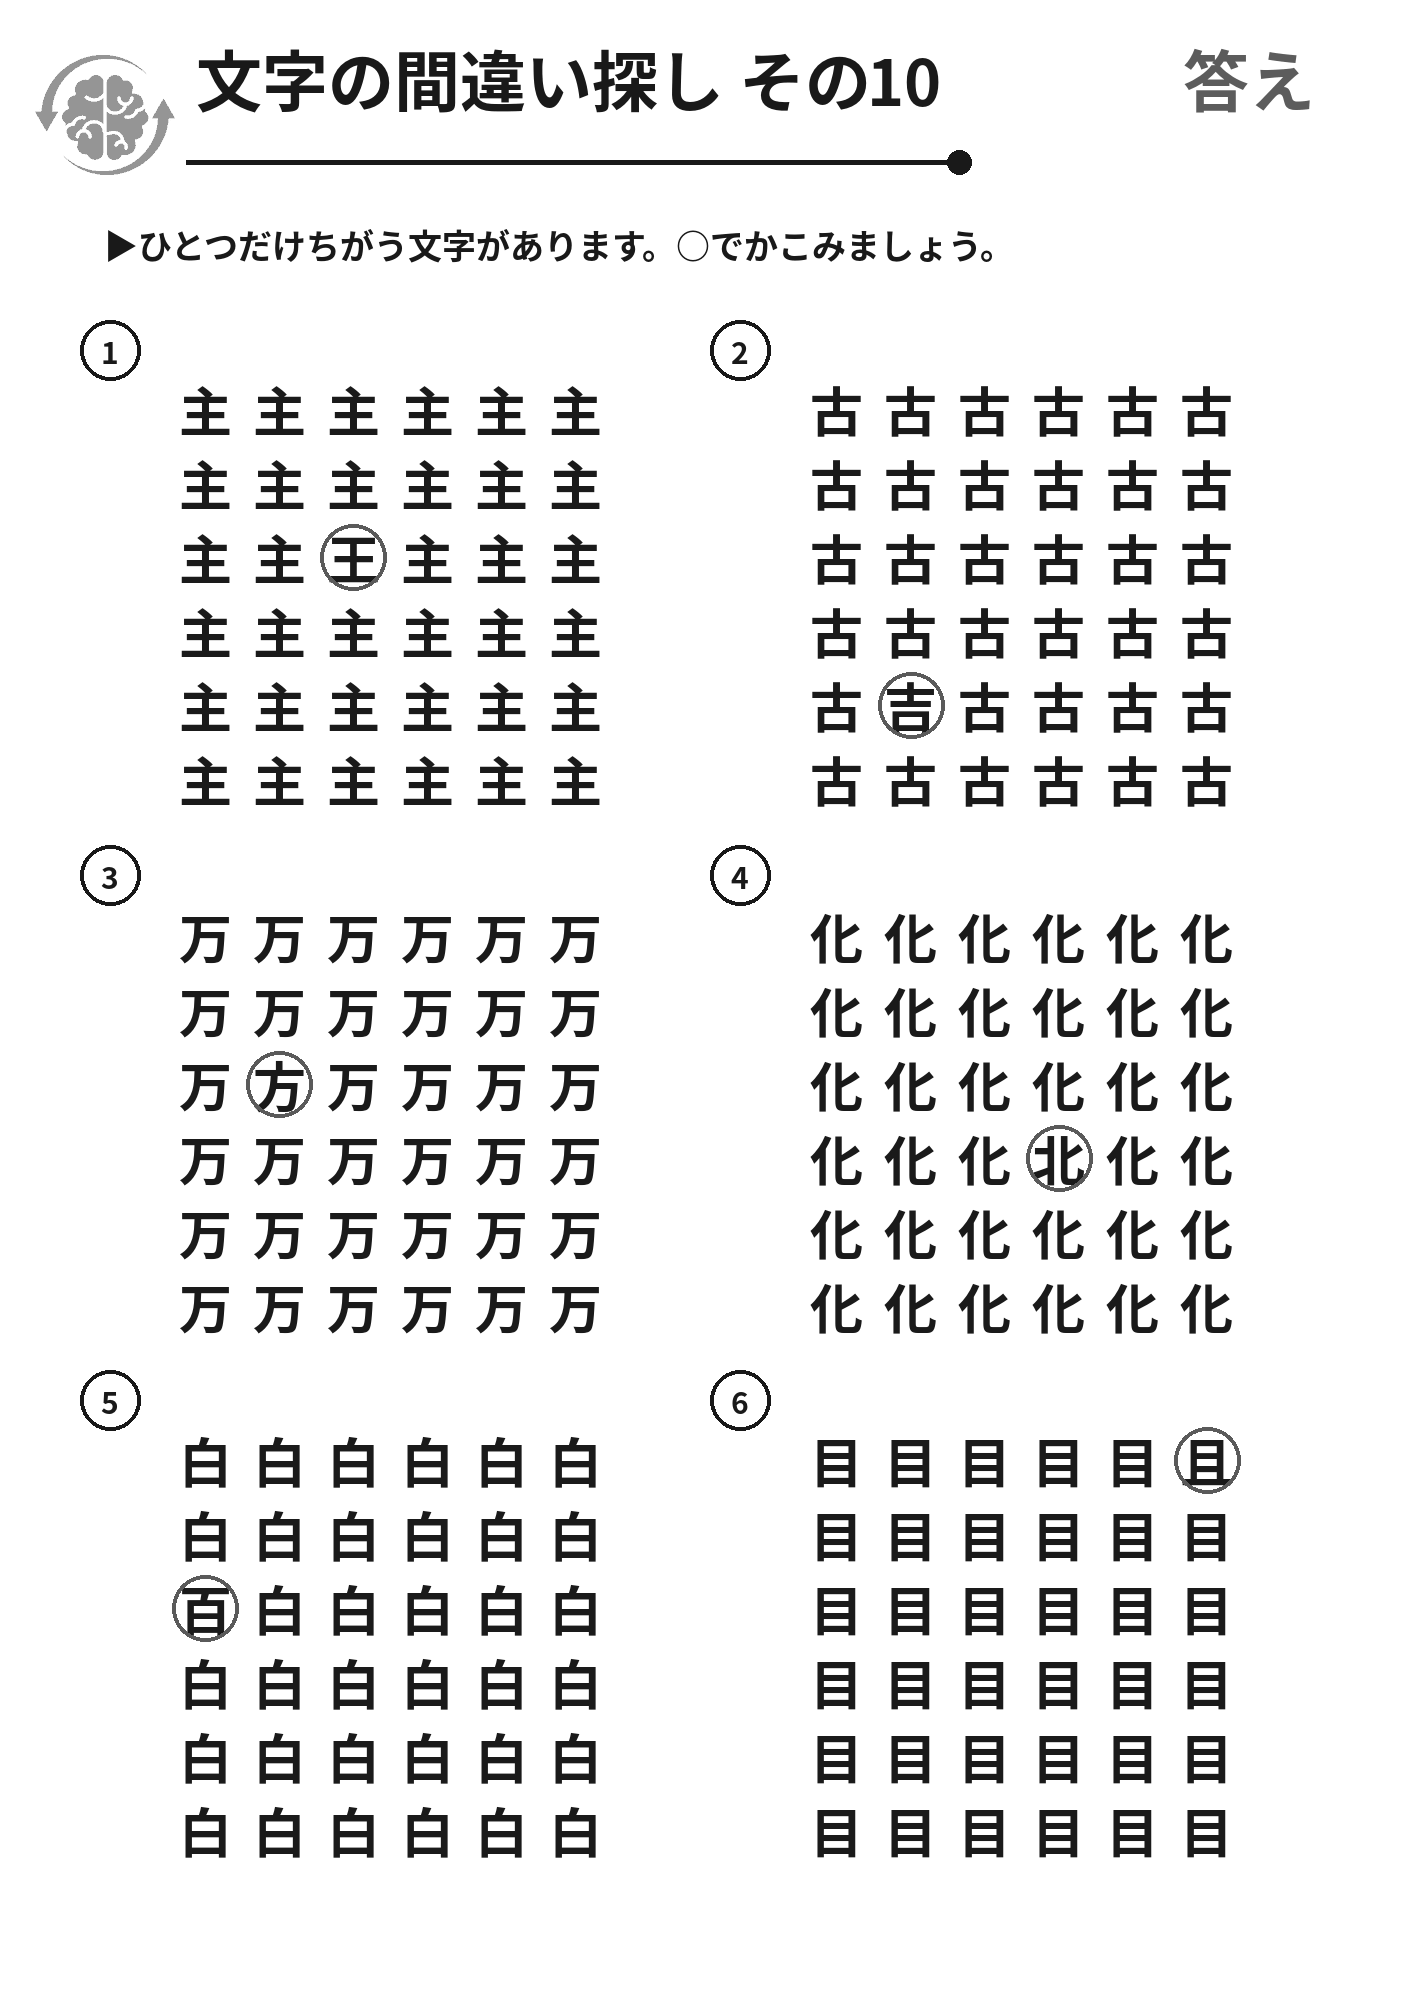 文字の間違い探し その10
答え
▶ひとつだけちがう文字があります。○でかこみましょう。
1
主 主 主 主 主 主
主 主 主 主 主 主
主 主 王 主 主 主
主 主 主 主 主 主
主 主 主 主 主 主
主 主 主 主 主 主
2
古 古 古 古 古 古
古 古 古 古 古 古
古 古 古 古 古 古
古 古 古 古 古 古
古 吉 古 古 古 古
古 古 古 古 古 古
3
万 万 万 万 万 万
万 万 万 万 万 万
万 方 万 万 万 万
万 万 万 万 万 万
万 万 万 万 万 万
万 万 万 万 万 万
4
化 化 化 化 化 化
化 化 化 化 化 化
化 化 化 化 化 化
化 化 化 北 化 化
化 化 化 化 化 化
化 化 化 化 化 化
5
白 白 白 白 白 白
白 白 白 白 白 白
百 白 白 白 白 白
白 白 白 白 白 白
白 白 白 白 白 白
白 白 白 白 白 白
6
目 目 目 目 目 且
目 目 目 目 目 目
目 目 目 目 目 目
目 目 目 目 目 目
目 目 目 目 目 目
目 目 目 目 目 目